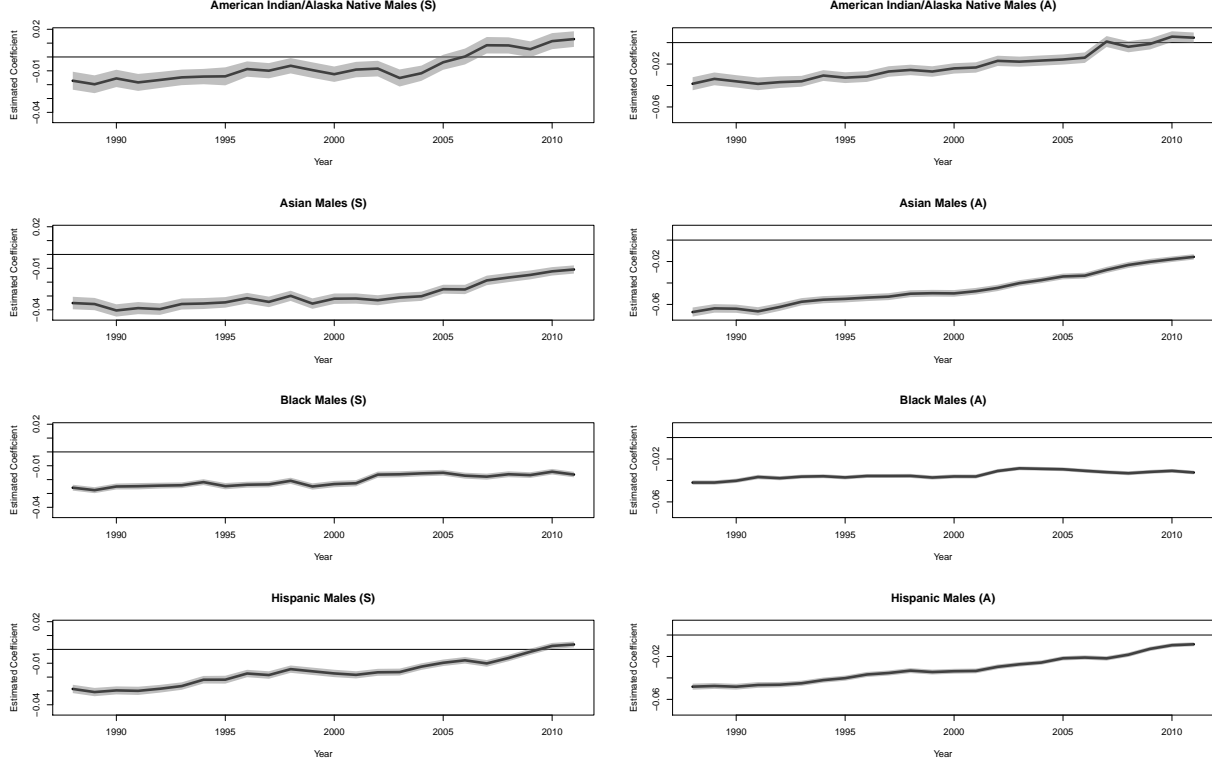 American Indian/Alaska Native Males (S)
Estimated Coefficient
0.02
−0.01
−0.04
1990 1995 2000 2005 2010
Year
American Indian/Alaska Native Males (A)
Estimated Coefficient
−0.02
−0.06
1990 1995 2000 2005 2010
Year
Asian Males (S)
Estimated Coefficient
0.02
−0.01
−0.04
1990 1995 2000 2005 2010
Year
Asian Males (A)
Estimated Coefficient
−0.02
−0.06
1990 1995 2000 2005 2010
Year
Black Males (S)
Estimated Coefficient
0.02
−0.01
−0.04
1990 1995 2000 2005 2010
Year
Black Males (A)
Estimated Coefficient
−0.02
−0.06
1990 1995 2000 2005 2010
Year
Hispanic Males (S)
Estimated Coefficient
0.02
−0.01
−0.04
1990 1995 2000 2005 2010
Year
Hispanic Males (A)
Estimated Coefficient
−0.02
−0.06
1990 1995 2000 2005 2010
Year